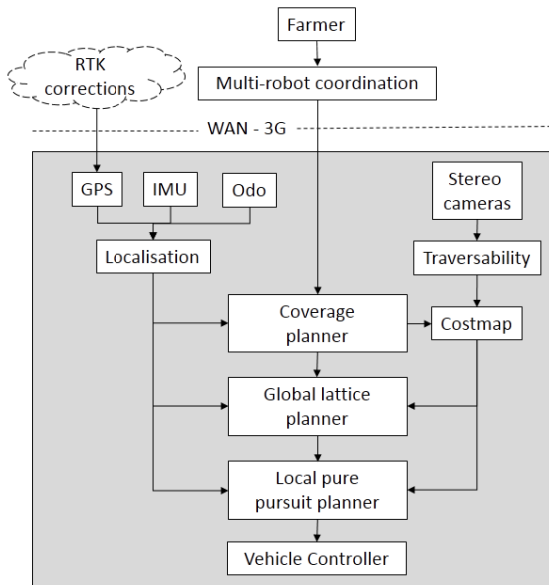 Farmer
RTK
corrections
Multi-robot coordination
WAN - 3G
GPS
IMU
Odo
Stereo
cameras
Localisation
Traversability
Coverage
planner
Costmap
Global lattice
planner
Local pure
pursuit planner
Vehicle Controller